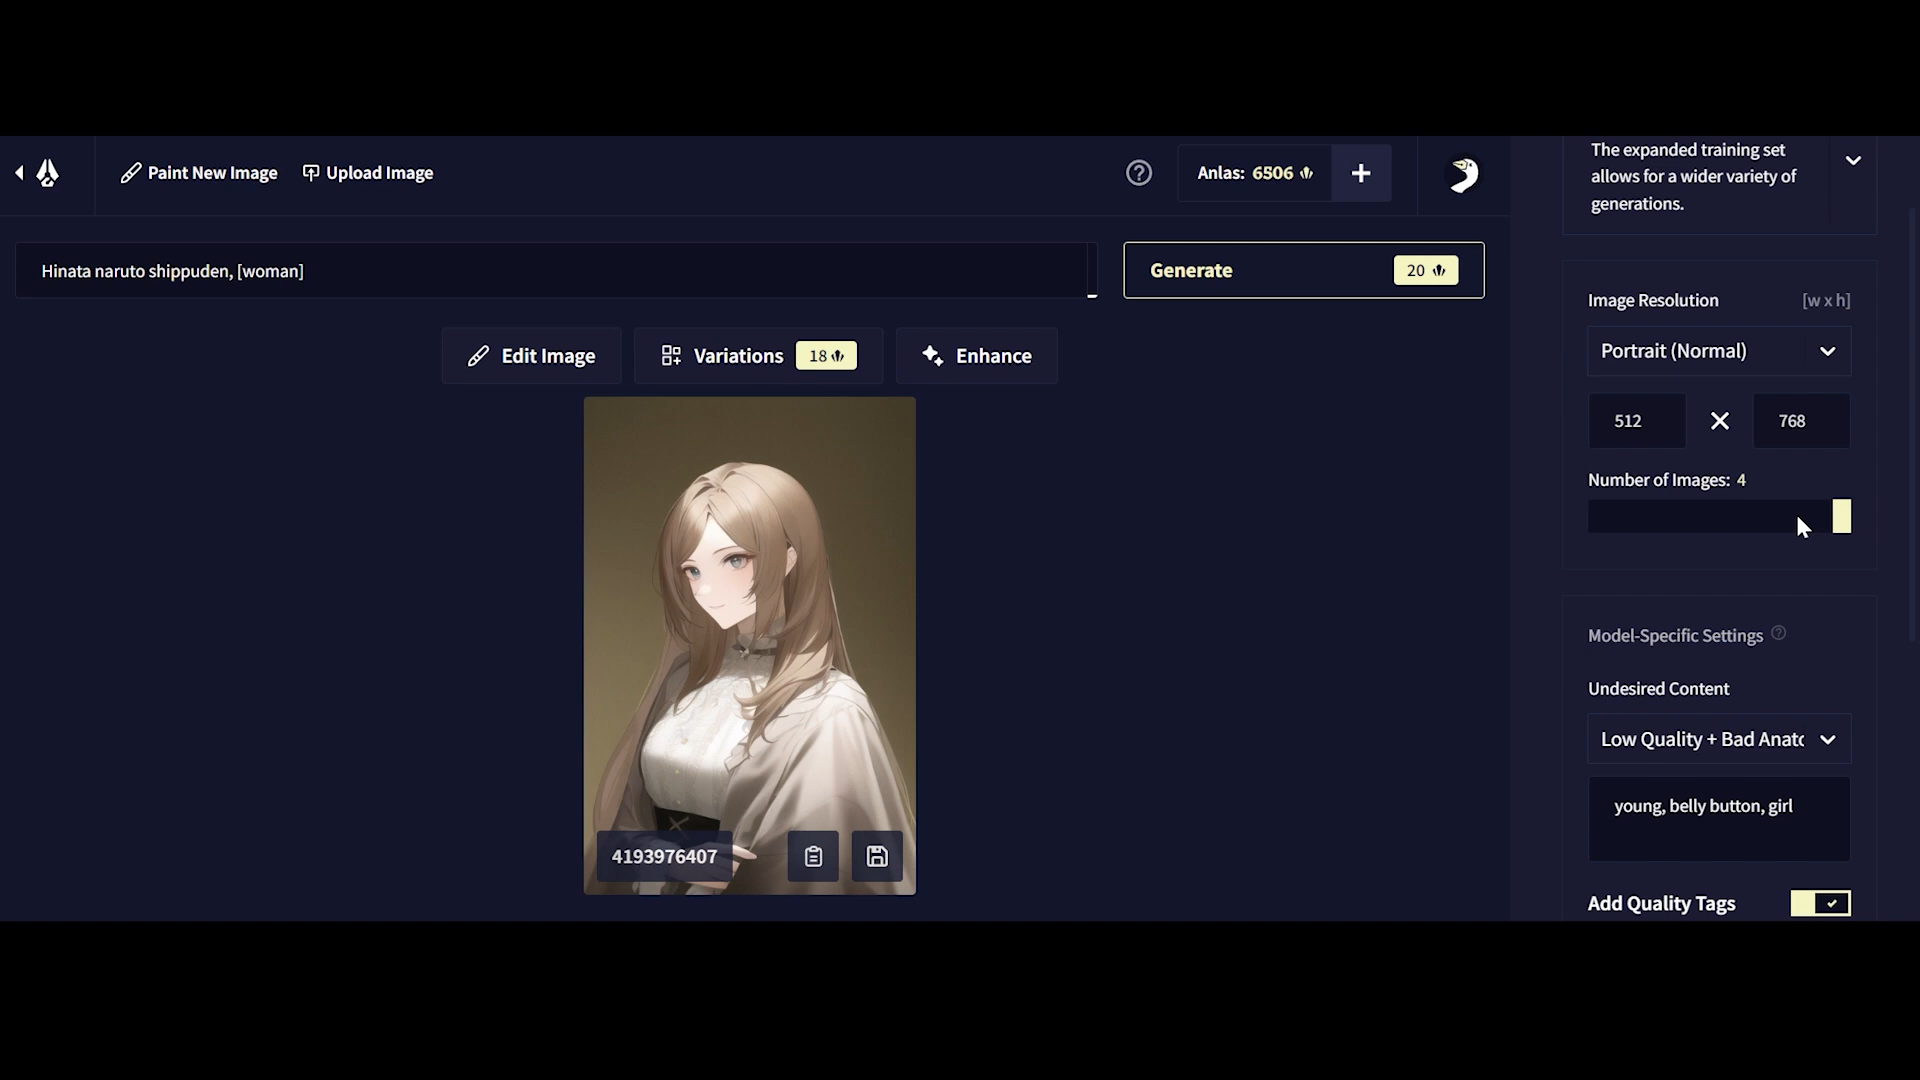 Paint New Image
Upload Image
Anlas: 6506
Hinata naruto shippuden, [woman]
Generate
20
Edit Image
Variations
18
Enhance
4193976407
The expanded training set
allows for a wider variety of
generations.
Image Resolution
[w x h]
Portrait (Normal)
512
768
Number of Images: 4
Model-Specific Settings
Undesired Content
Low Quality + Bad Anatc
young, belly button, girl
Add Quality Tags